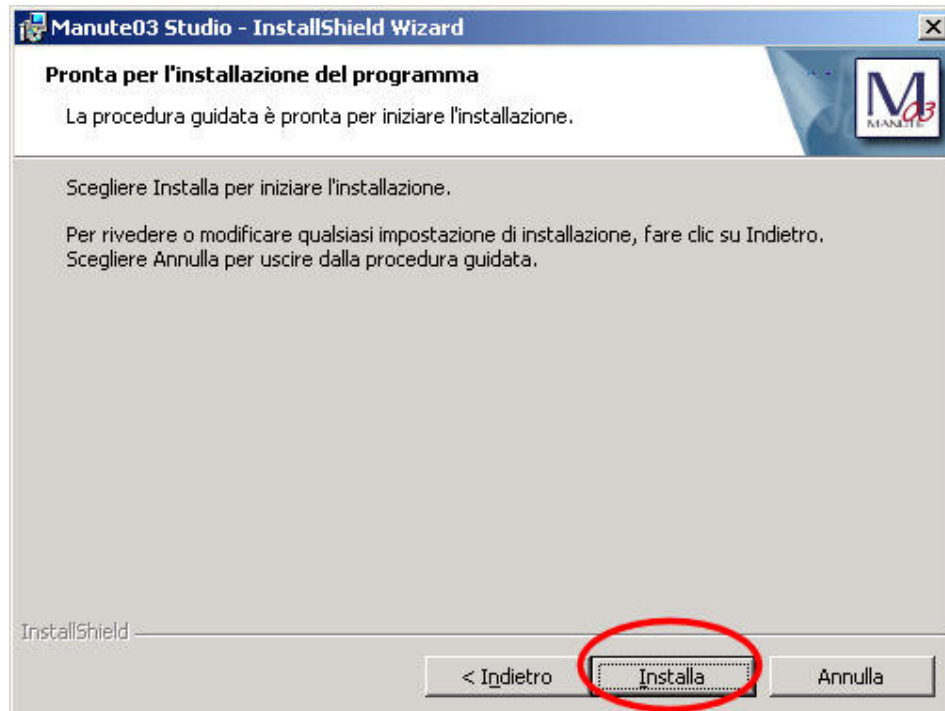 Manute03 Studio - InstallShield Wizard
Pronta per l'installazione del programma
La procedura guidata è pronta per iniziare l'installazione.
M 03
MANUTE
Scegliere Installa per iniziare l'installazione.
Per rivedere o modificare qualsiasi impostazione di installazione, fare clic su Indietro.
Scegliere Annulla per uscire dalla procedura guidata.
InstallShield
< Indietro Installa Annulla